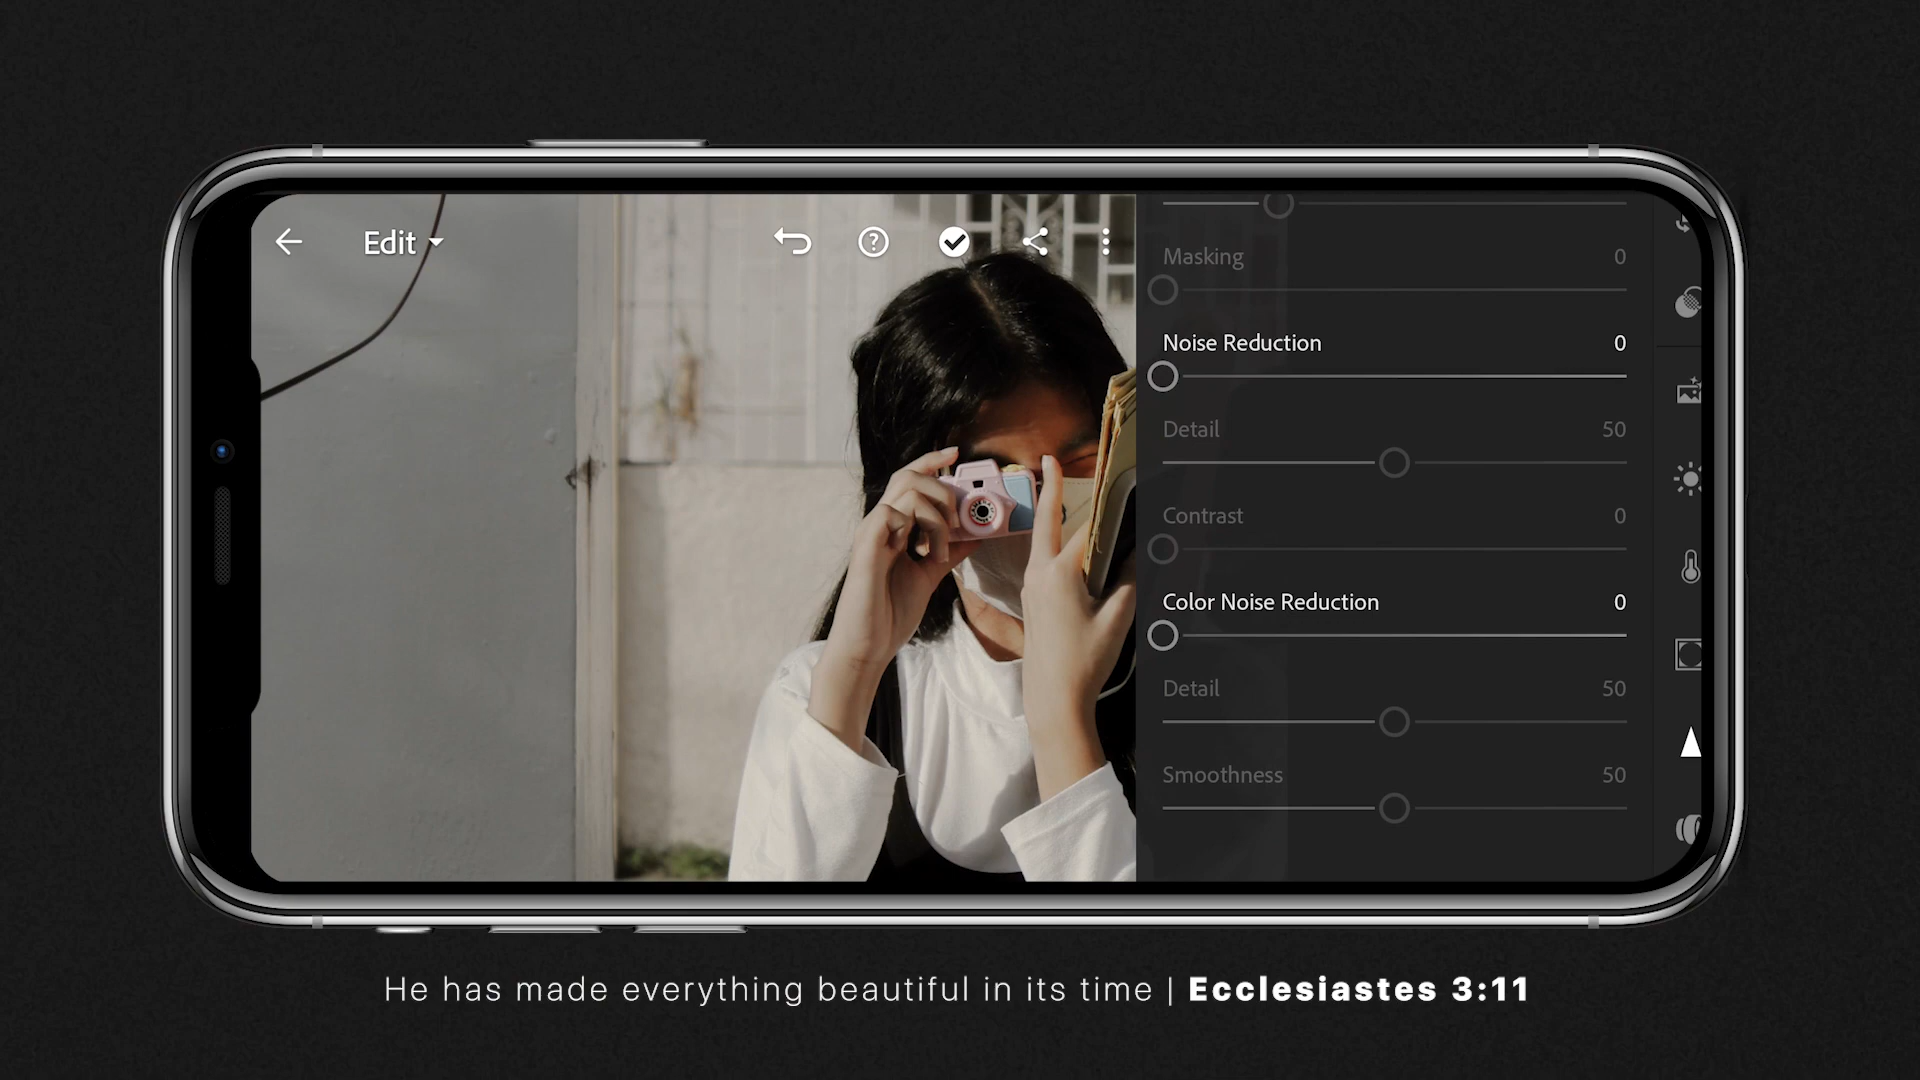 Edit
Masking 0
Noise Reduction 0
Detail 50
Contrast 0
Color Noise Reduction 0
Detail 50
Smoothness 50
He has made everything beautiful in its time | Ecclesiastes 3:11